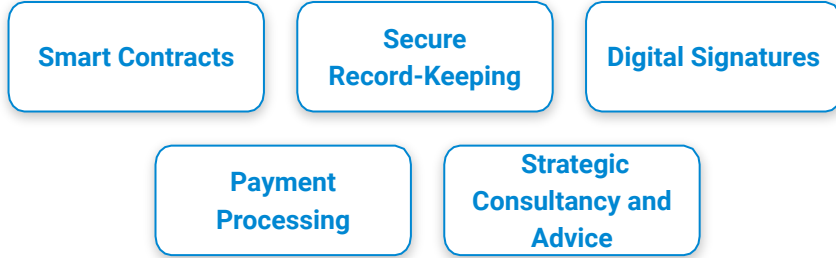 Smart Contracts
Secure
Record-Keeping
Digital Signatures
Payment
Processing
Strategic
Consultancy and
Advice